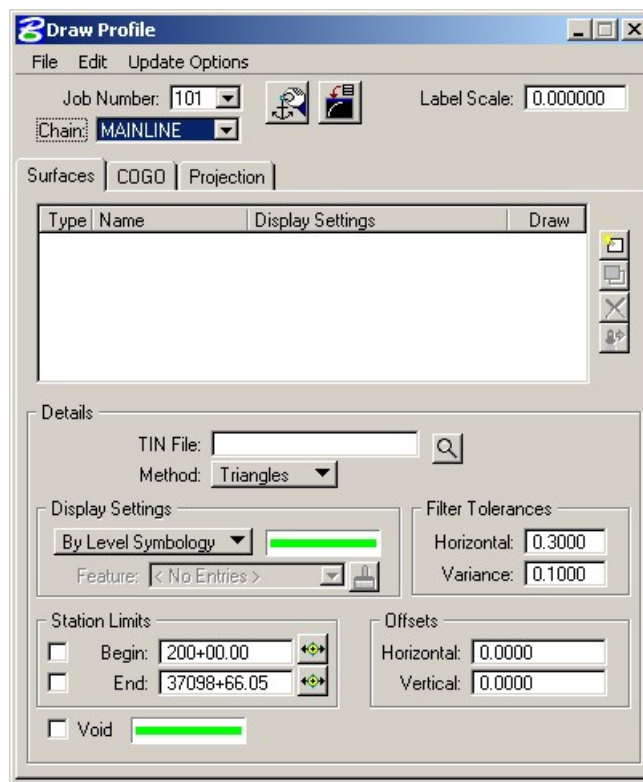 Draw Profile
File Edit Update Options
Job Number: 101 Label Scale: 0.000000
Chain: MAINLINE
Surfaces COGO Projection
Type Name Display Settings Draw
Details
TIN File:
Method: Triangles
Display Settings Filter Tolerances
By Level Symbology Horizontal: 0.3000
Feature: < No Entries > Variance: 0.1000
Station Limits Offsets
Begin: 200+00.00 Horizontal: 0.0000
End: 37098+66.05 Vertical: 0.0000
Void